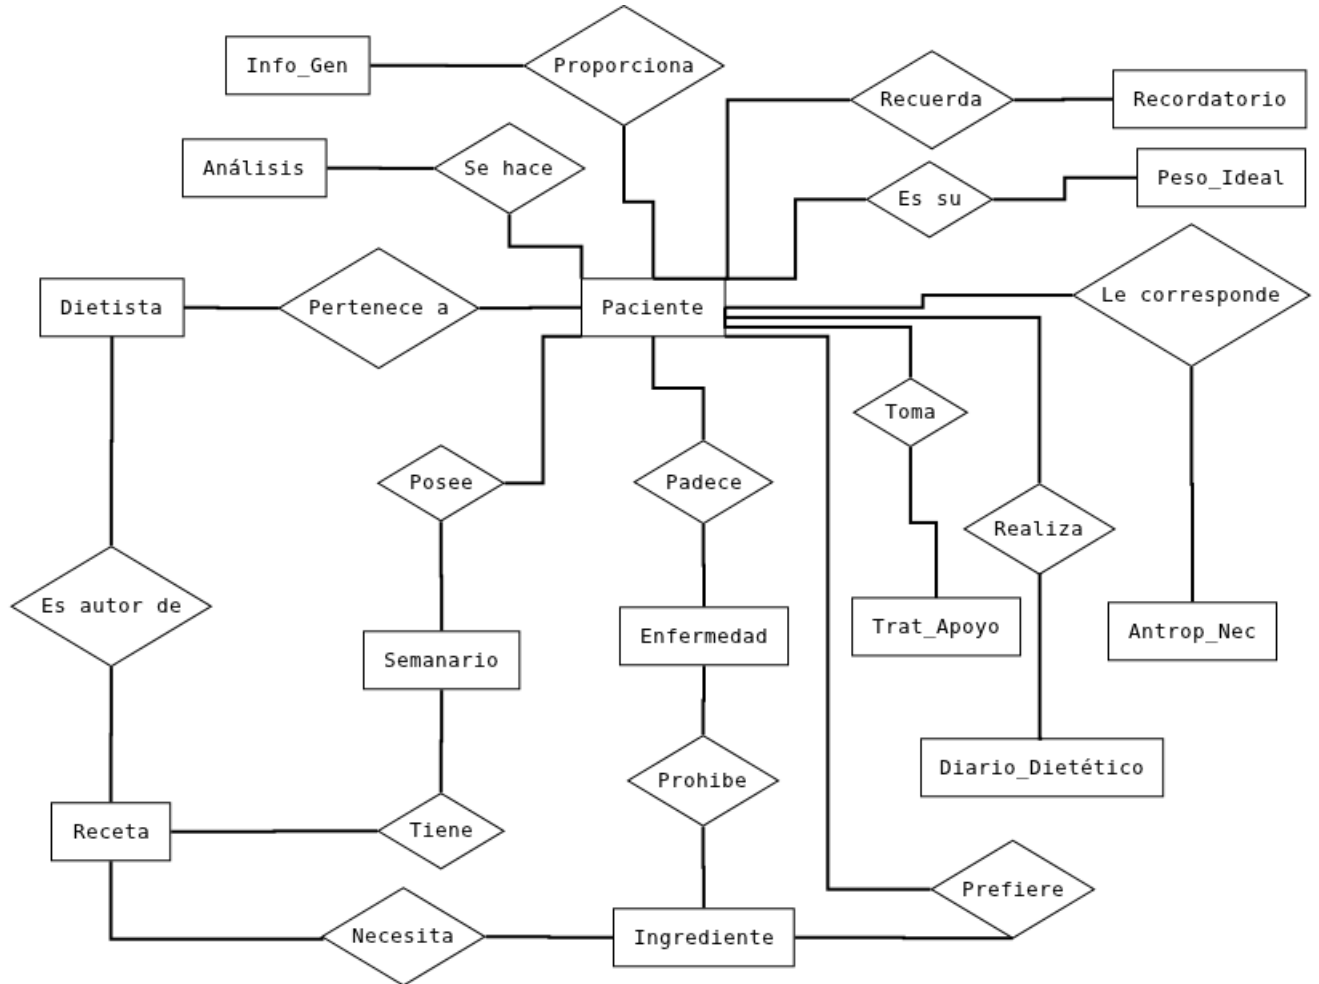 Info_Gen
Proporciona
Recuerda
Recordatorio
Análisis
Se hace
Es su
Peso_Ideal
Dietista
Pertenece a
Paciente
Le corresponde
Toma
Posee
Padece
Realiza
Es autor de
Semanario
Enfermedad
Trat_Apoyo
Antrop_Nec
Prohibe
Diario_Dietético
Receta
Tiene
Prefiere
Necesita
Ingrediente